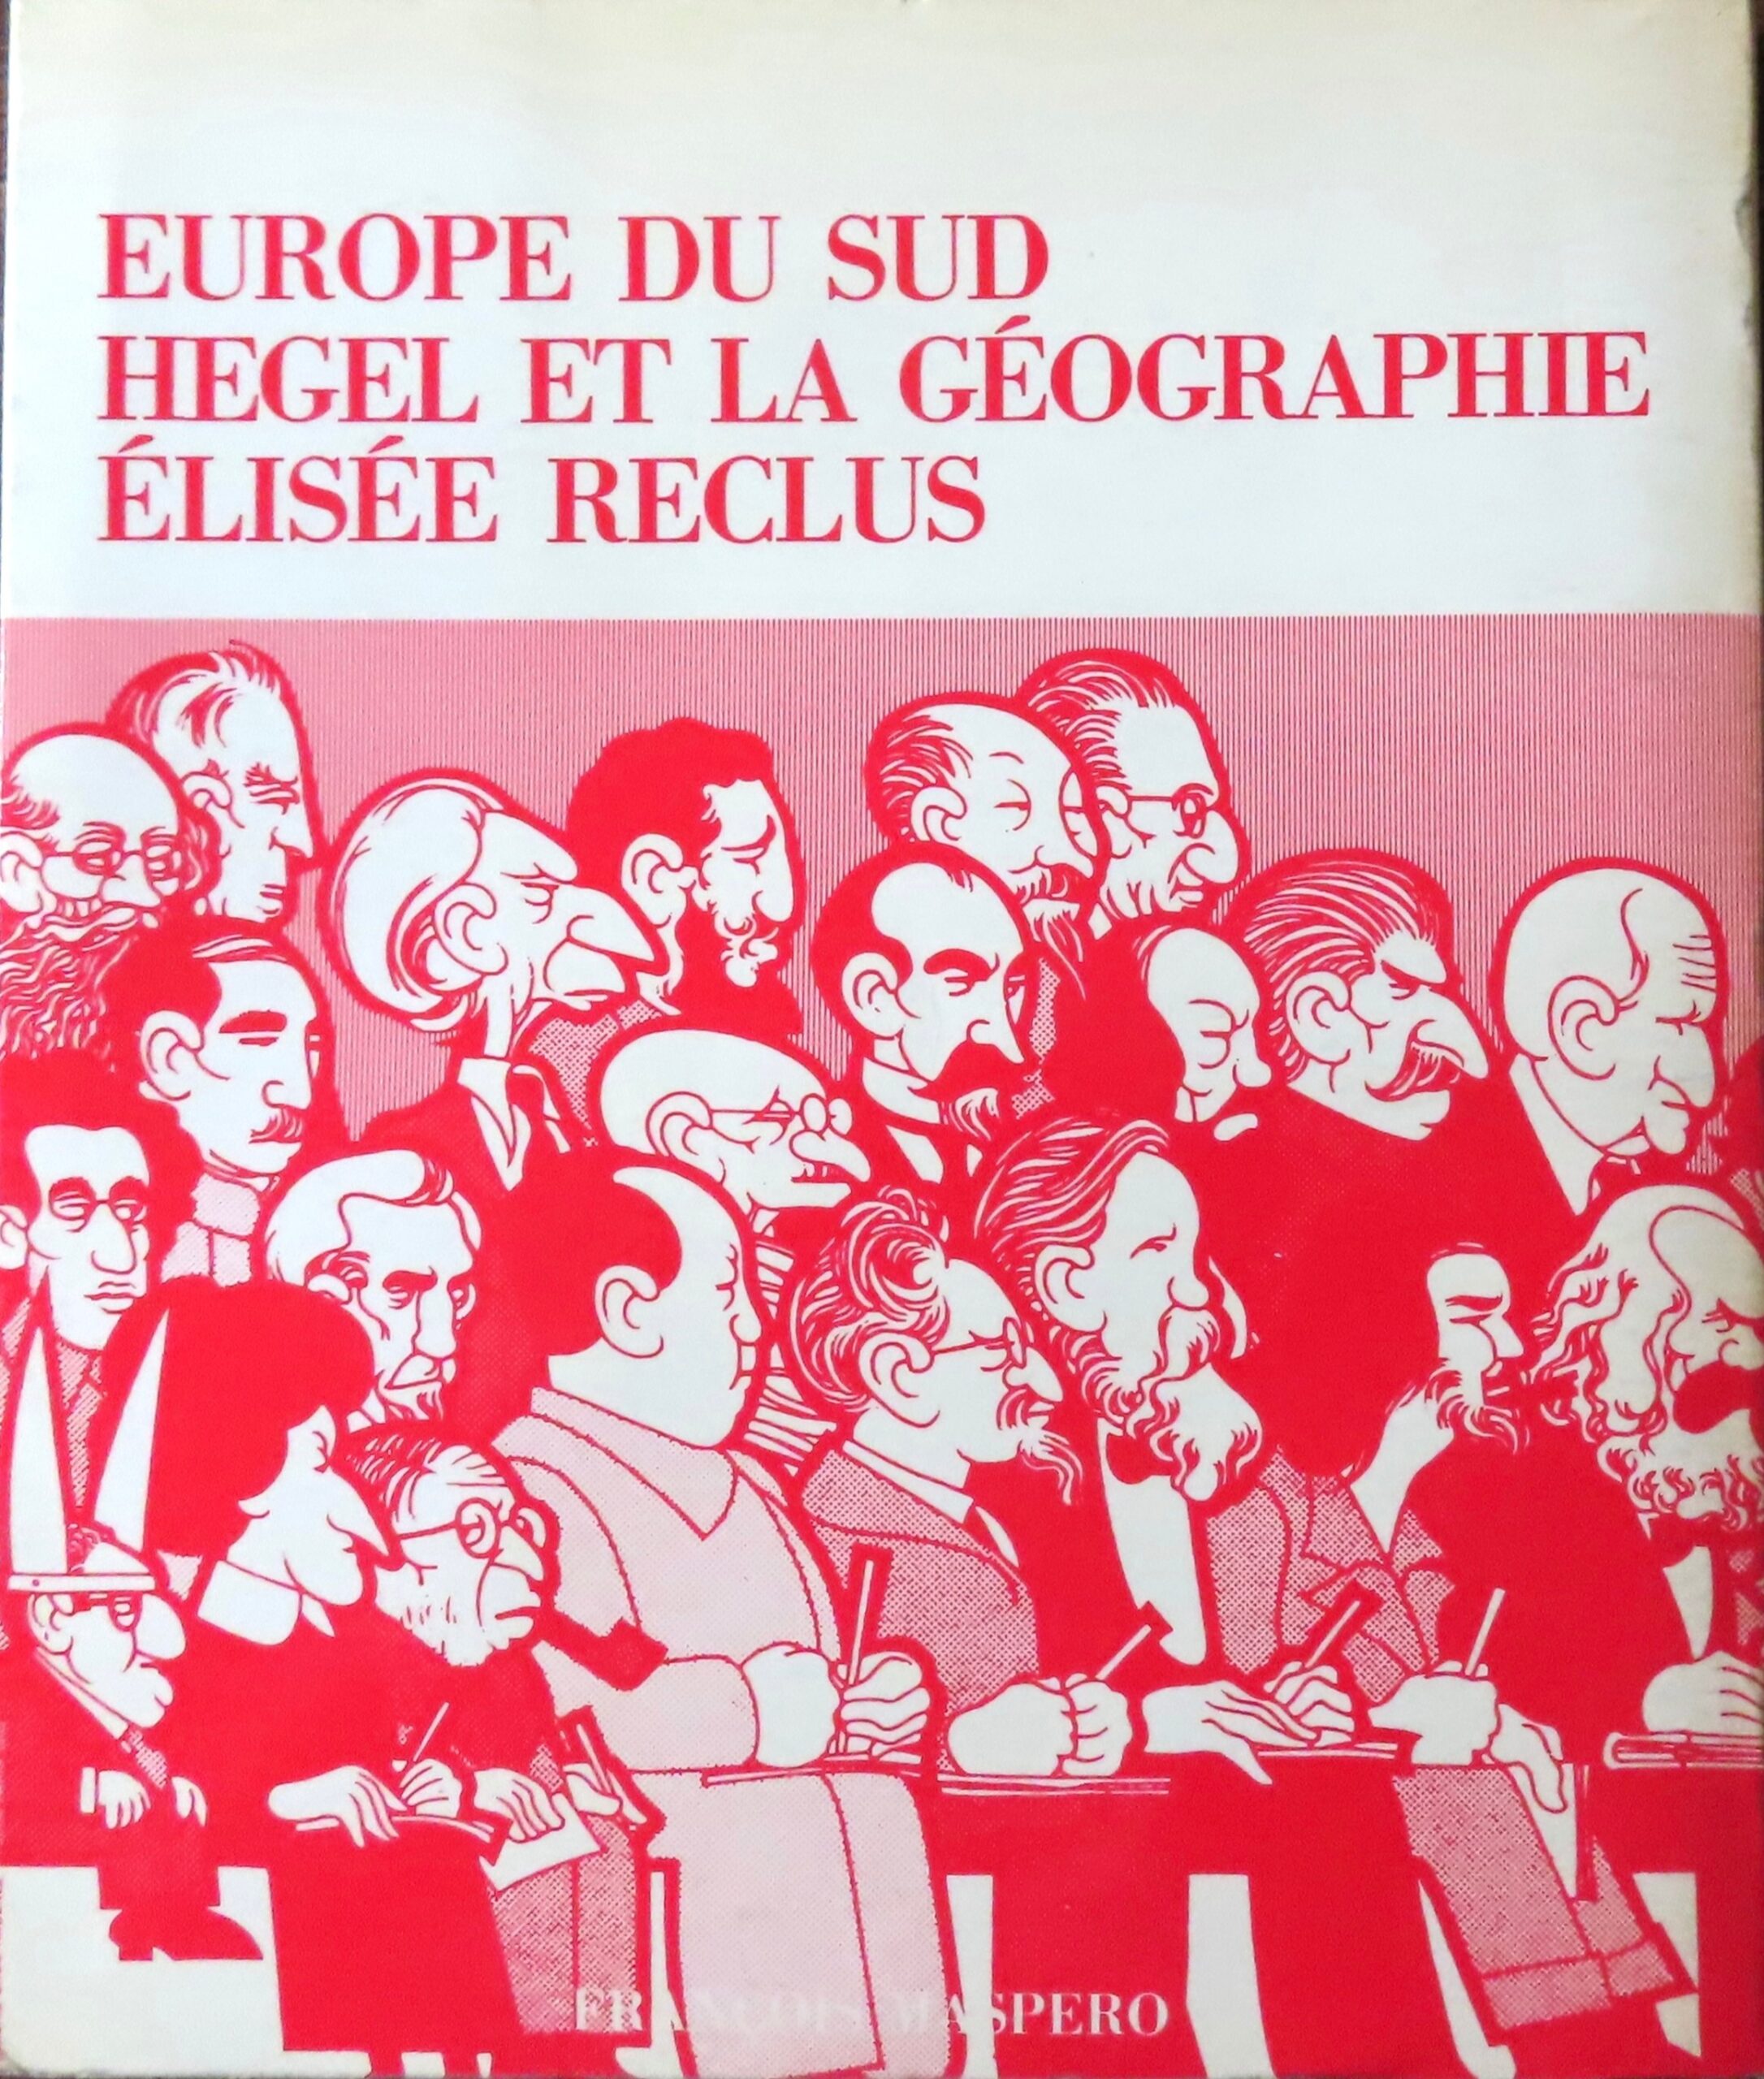 EUROPE DU SUD
HEGEL ET LA GÉOGRAPHIE
ÉLISÉE RECLUS
FRANÇOIS MASPERO